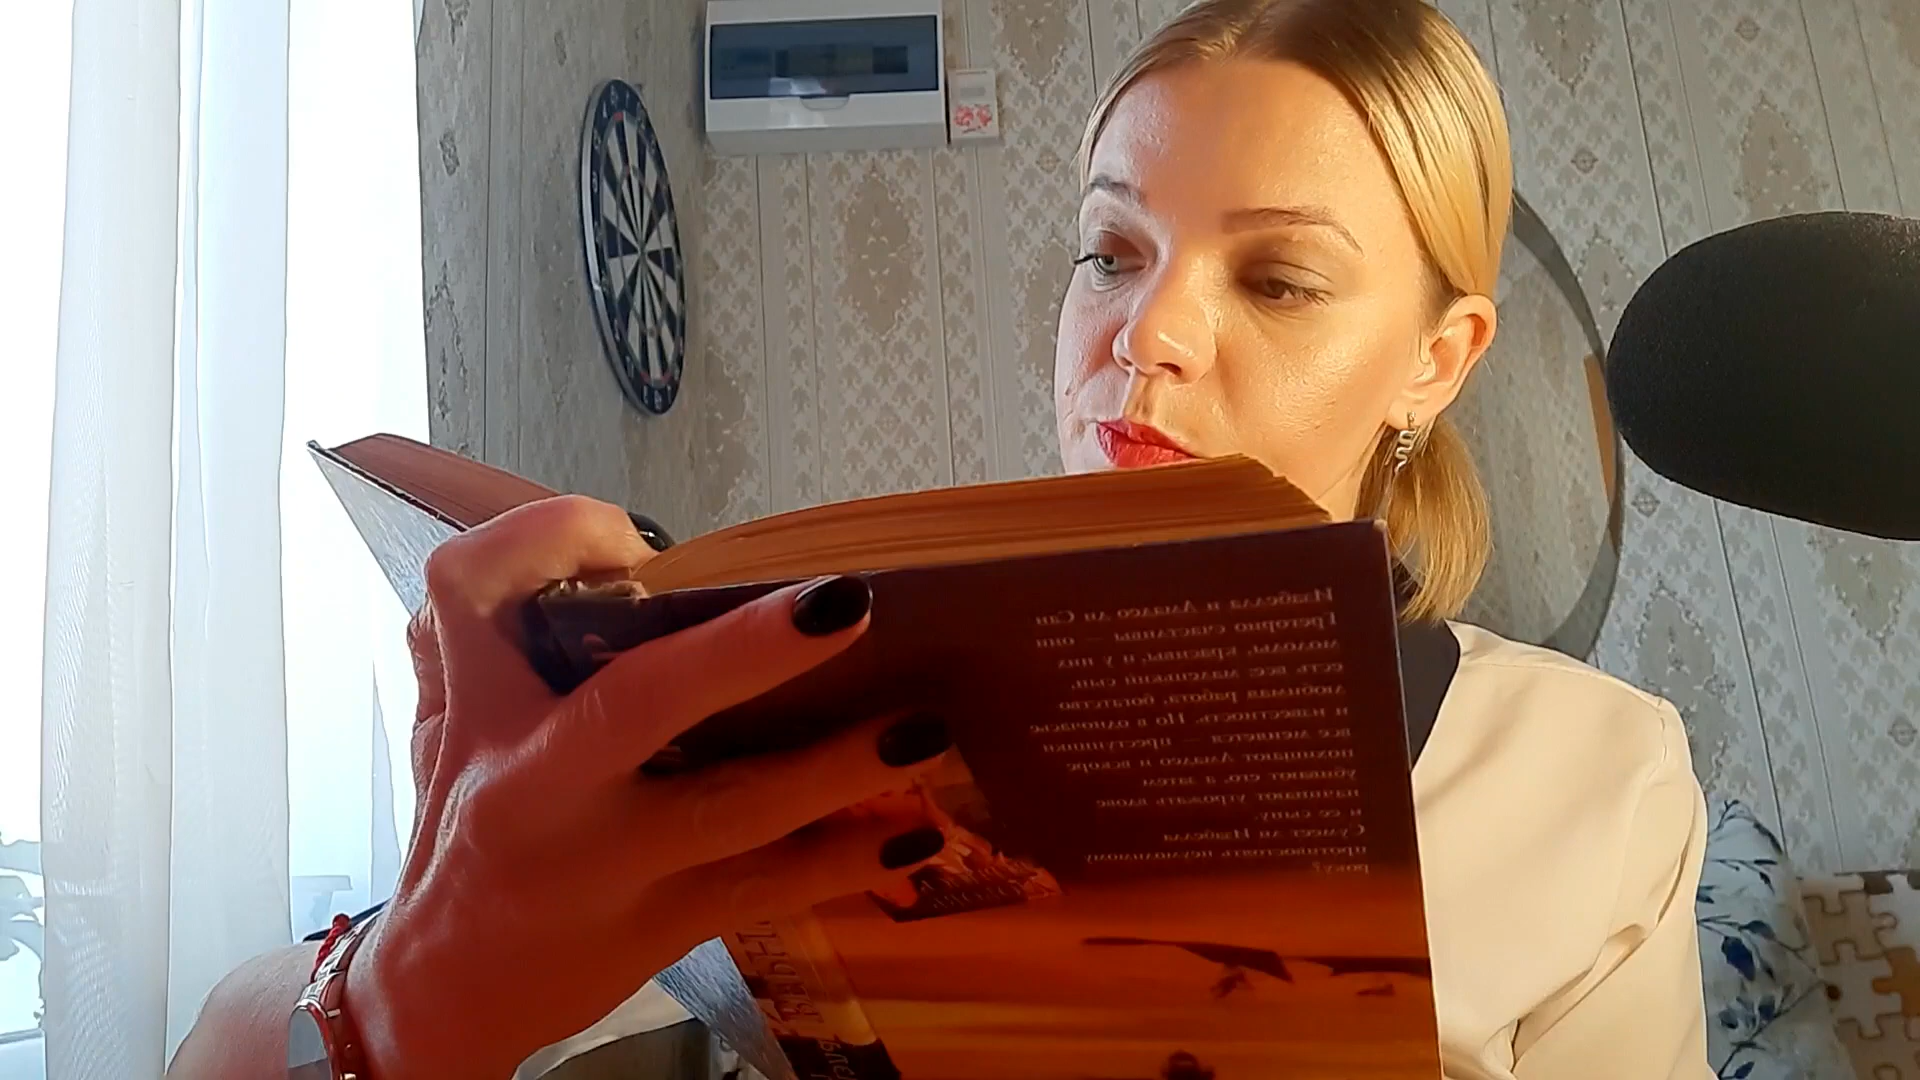 Изабелла и Амадео ди Сан
Грегорио счастливы — они
молоды, красивы, и у них
есть все: маленький сын,
любимая работа, богатство
и известность. Но в одночасье
все меняется — преступники
похищают Амадео и вскоре
убивают его, а затем
начинают угрожать вдове
и ее сыну.
Сумеет ли Изабелла
противостоять неумолимому
року?